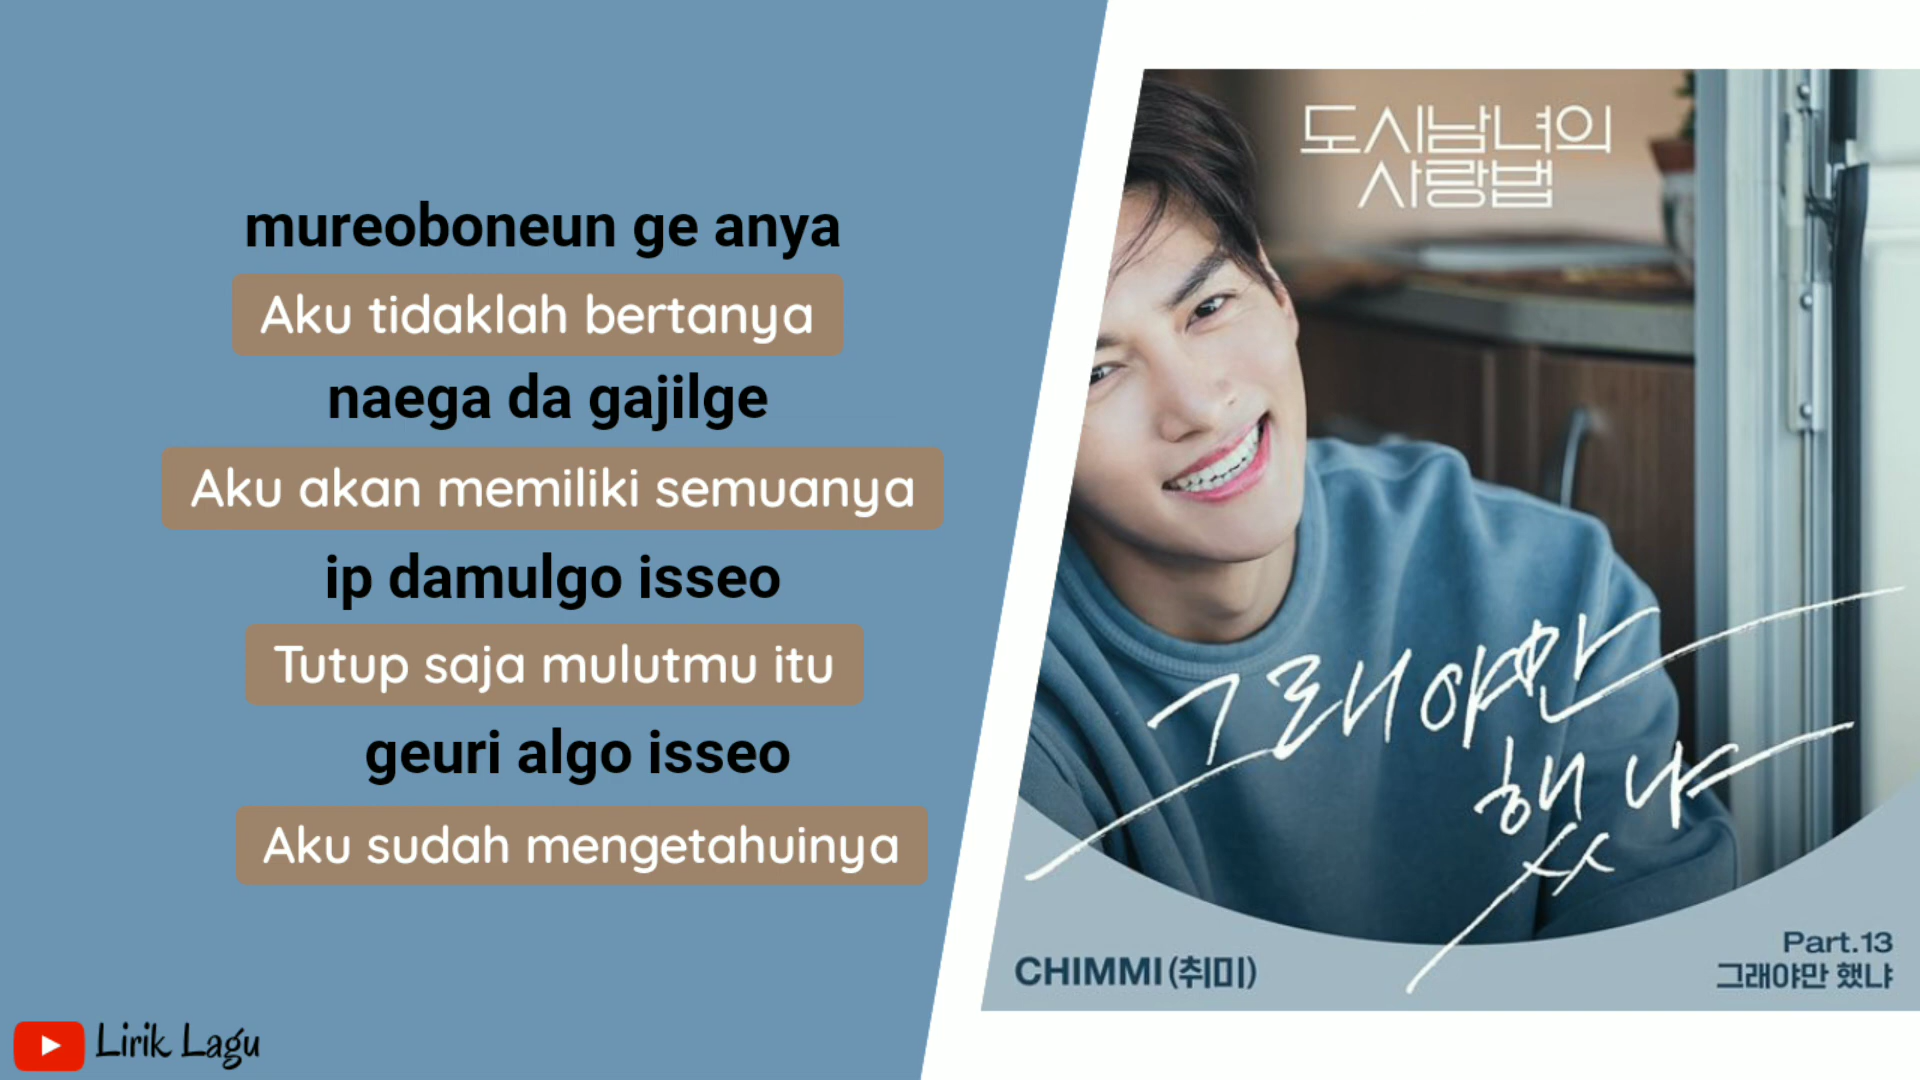 mureoboneun ge anya
Aku tidaklah bertanya
naega da gajilge
Aku akan memiliki semuanya
ip damulgo isseo
Tutup saja mulutmu itu
geuri algo isseo
Aku sudah mengetahuinya
Lirik Lagu
도시남녀의
사랑법
그래야만
했냐
CHIMMI (취미)
Part.13
그래야만 했냐